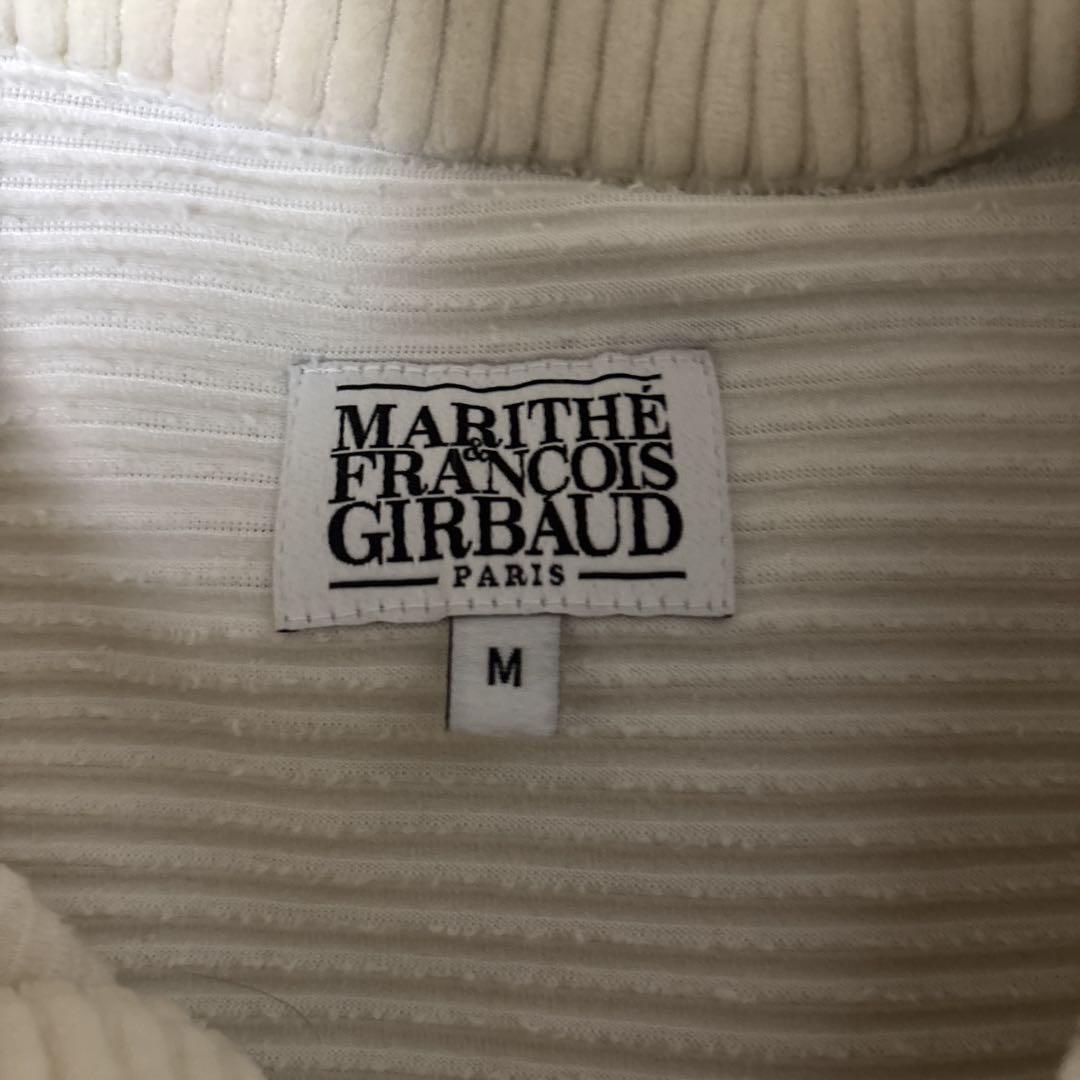 MARITHÉ
&
FRANÇOIS
GIRBAUD
PARIS
M